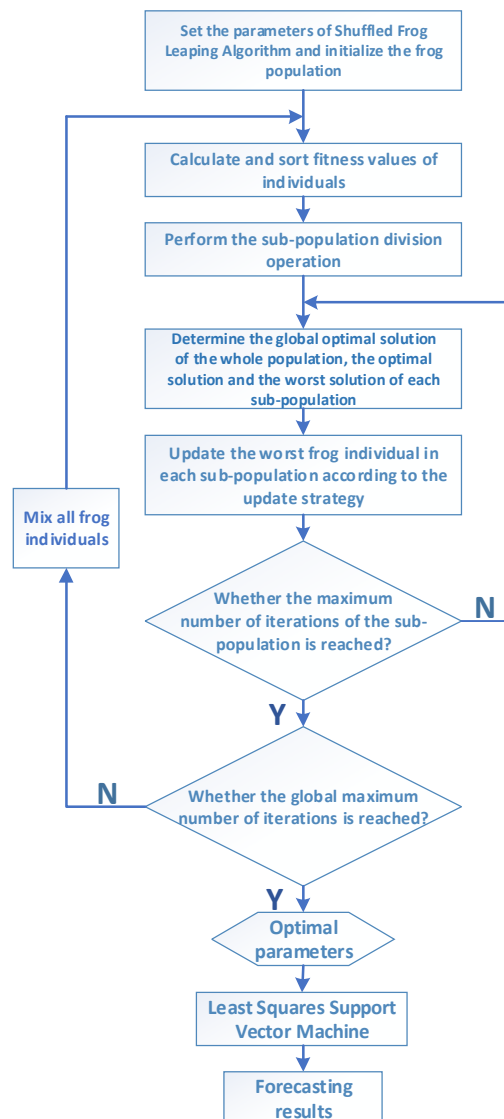 Set the parameters of Shuffled Frog
Leaping Algorithm and initialize the frog
population
Calculate and sort fitness values of
individuals
Perform the sub-population division
operation
Determine the global optimal solution
of the whole population, the optimal
solution and the worst solution of each
sub-population
Update the worst frog individual in
each sub-population according to the
update strategy
Mix all frog
individuals
Whether the maximum
number of iterations of the sub-
population is reached?
N
Y
Whether the global maximum
number of iterations is reached?
N
Y
Optimal
parameters
Least Squares Support
Vector Machine
Forecasting
results